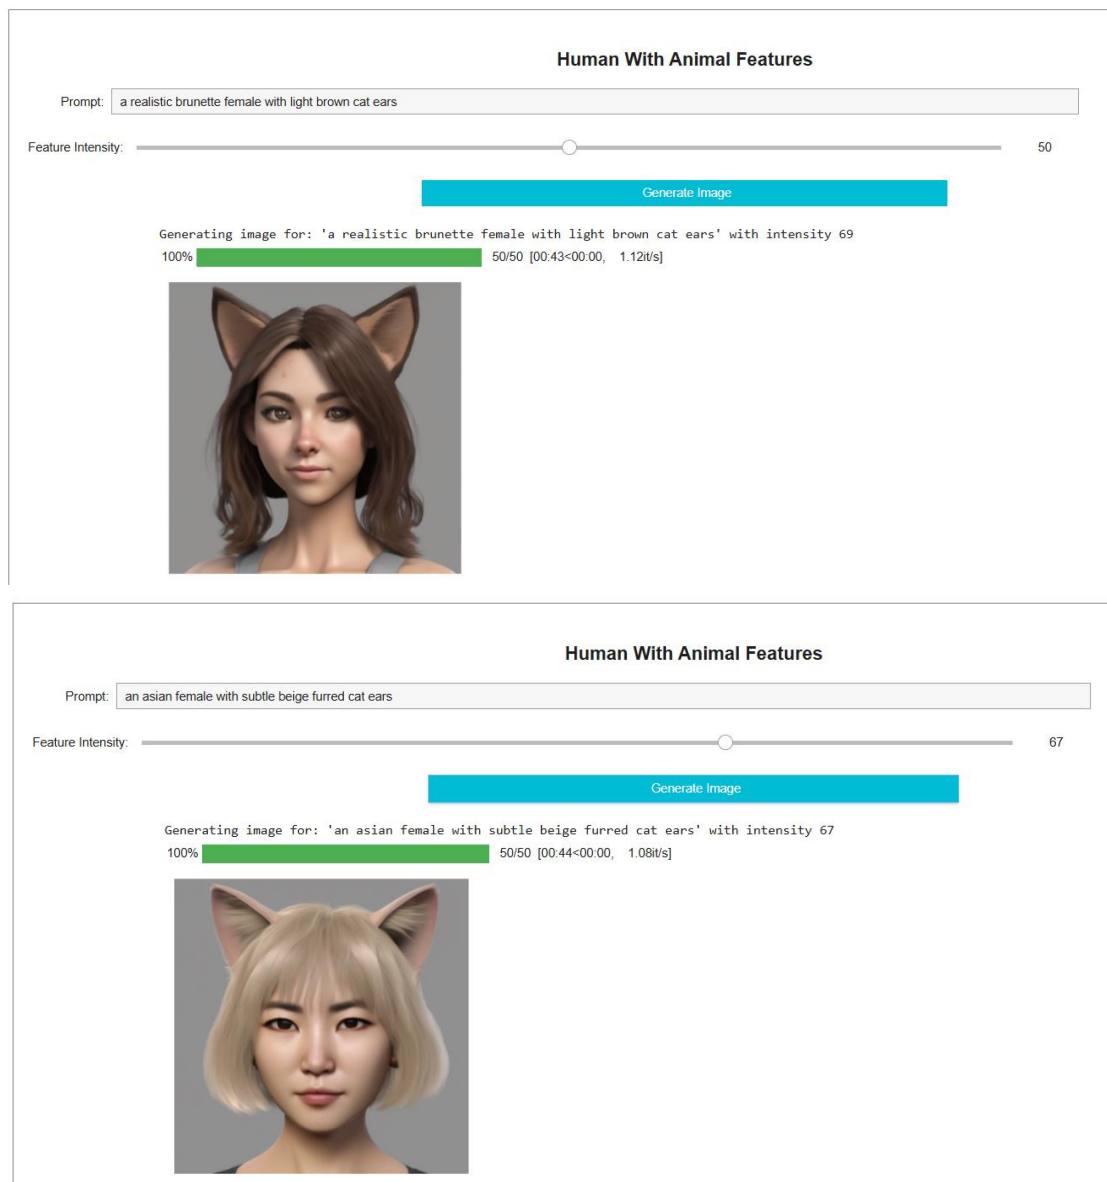 Human With Animal Features
Prompt: a realistic brunette female with light brown cat ears
Feature Intensity: 50
Generate Image
Generating image for: 'a realistic brunette female with light brown cat ears' with intensity 69
100% 50/50 [00:43<00:00, 1.12it/s]
Human With Animal Features
Prompt: an asian female with subtle beige furred cat ears
Feature Intensity: 67
Generate Image
Generating image for: 'an asian female with subtle beige furred cat ears' with intensity 67
100% 50/50 [00:44<00:00, 1.08it/s]